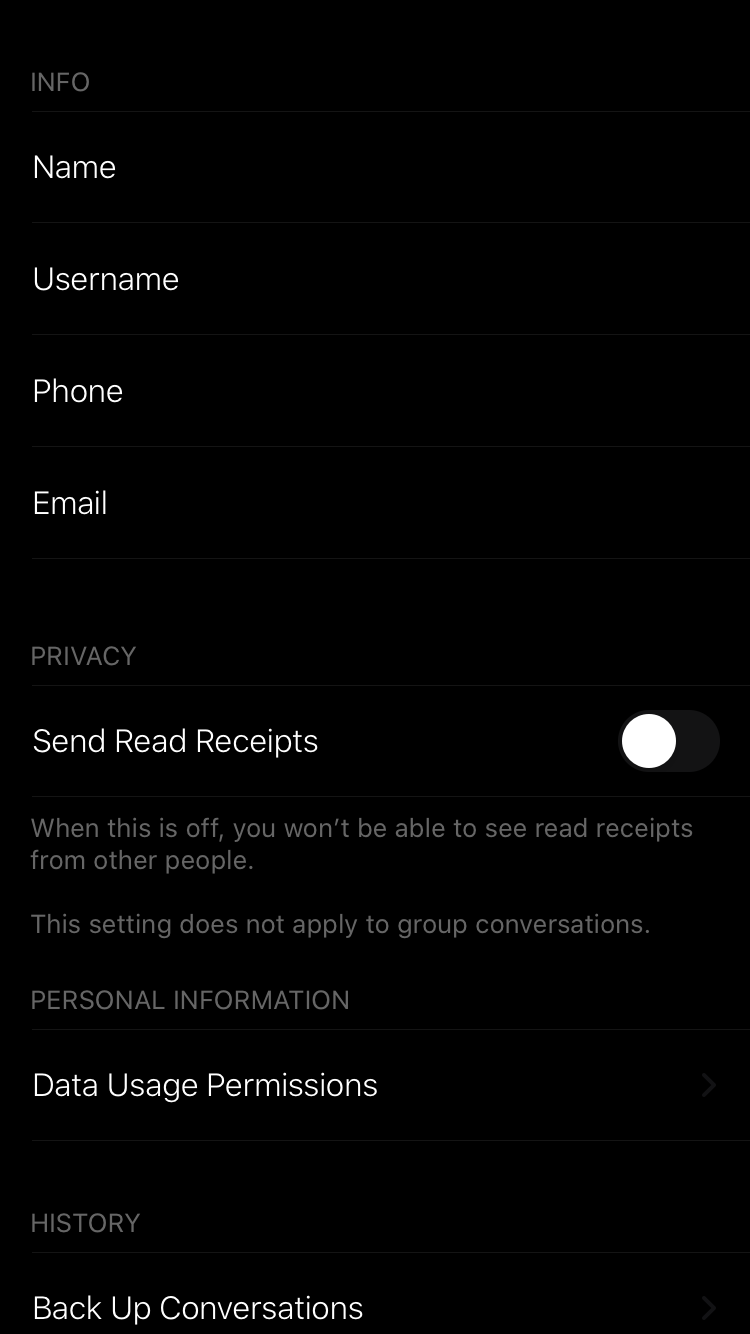 INFO
Name
Username
Phone
Email
PRIVACY
Send Read Receipts
When this is off, you won’t be able to see read receipts
from other people.
This setting does not apply to group conversations.
PERSONAL INFORMATION
Data Usage Permissions
HISTORY
Back Up Conversations